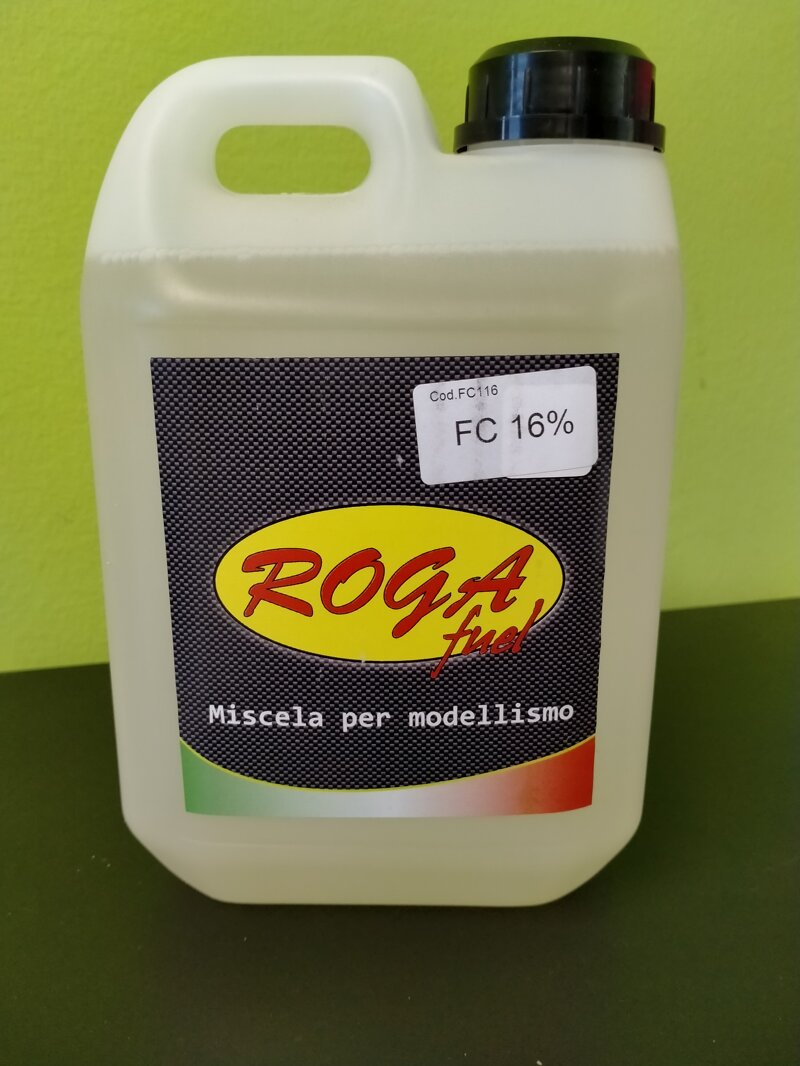 Cod.FC116
FC 16%
ROGA
fuel
Miscela per modellismo